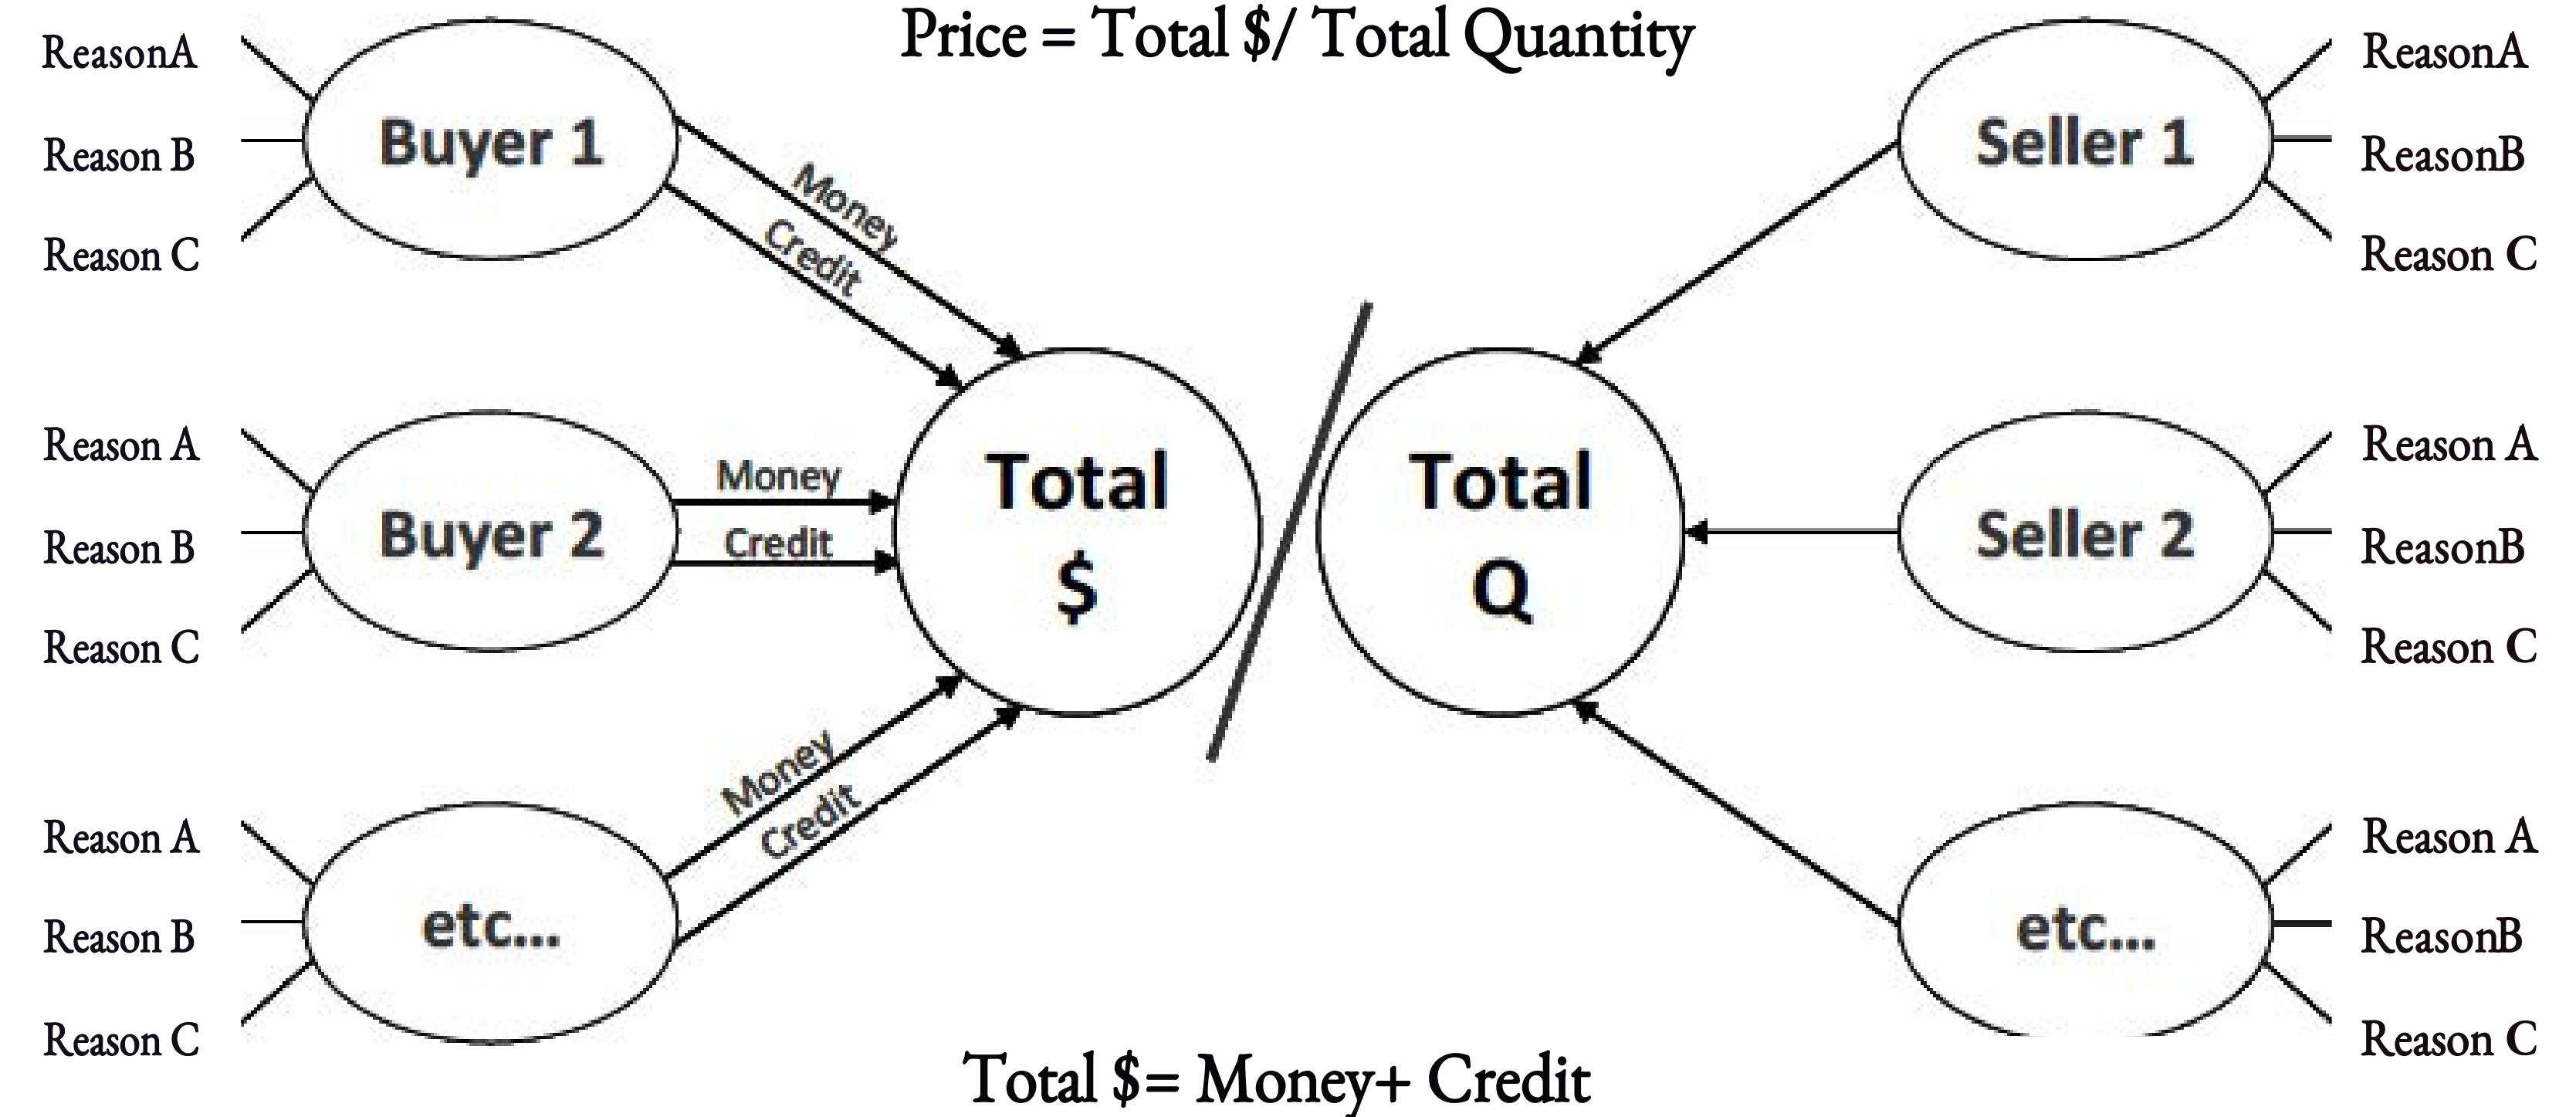 Price = Total $/ Total Quantity
ReasonA
Reason B
Reason C
Buyer 1
Money
Credit
Reason A
Reason B
Reason C
Buyer 2
Money
Credit
Reason A
Reason B
Reason C
etc...
Money
Credit
Total
$
/
Total
Q
Seller 1
ReasonA
ReasonB
Reason C
Seller 2
Reason A
ReasonB
Reason C
etc...
Reason A
ReasonB
Reason C
Total $= Money+ Credit